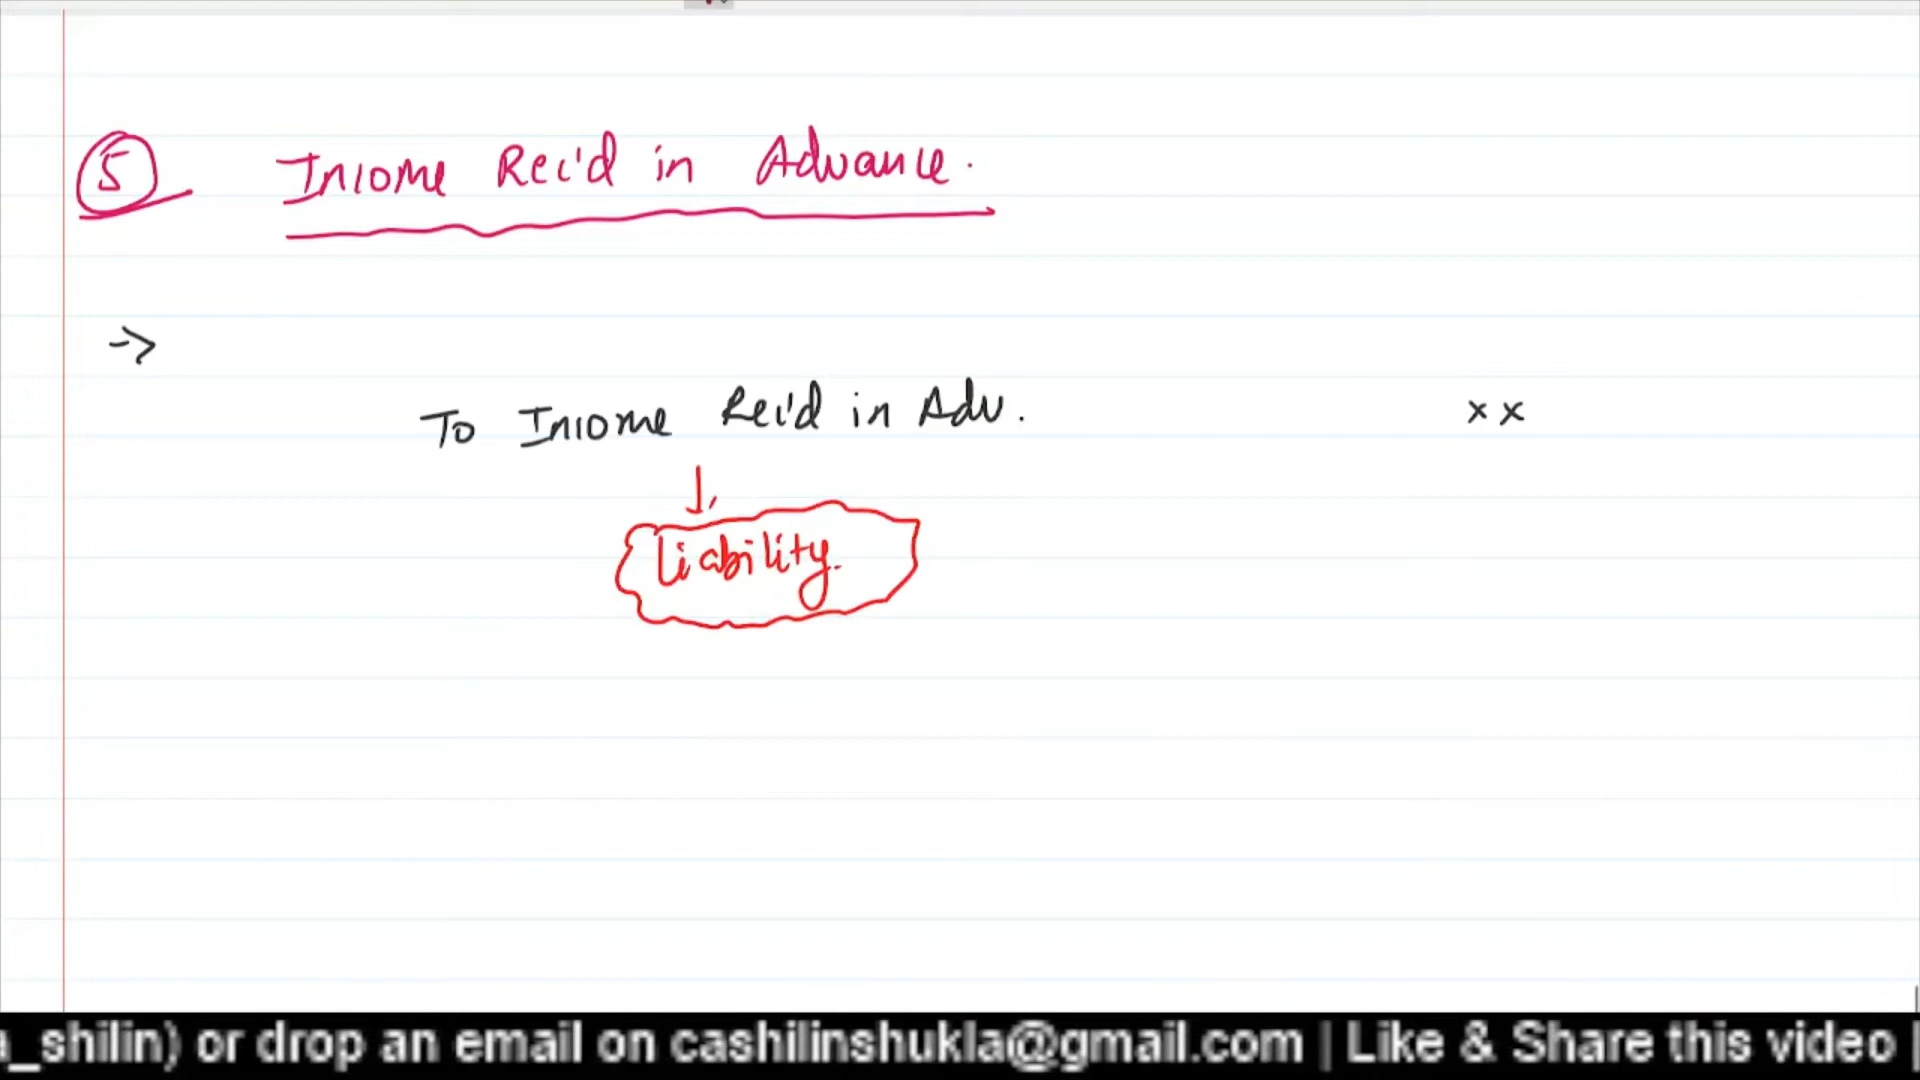 5 Income Rec'd in Advance.
->
To Income Rec'd in Adv. xx
liability.
_shilin) or drop an email on cashilinshukla@gmail.com | Like & Share this video |